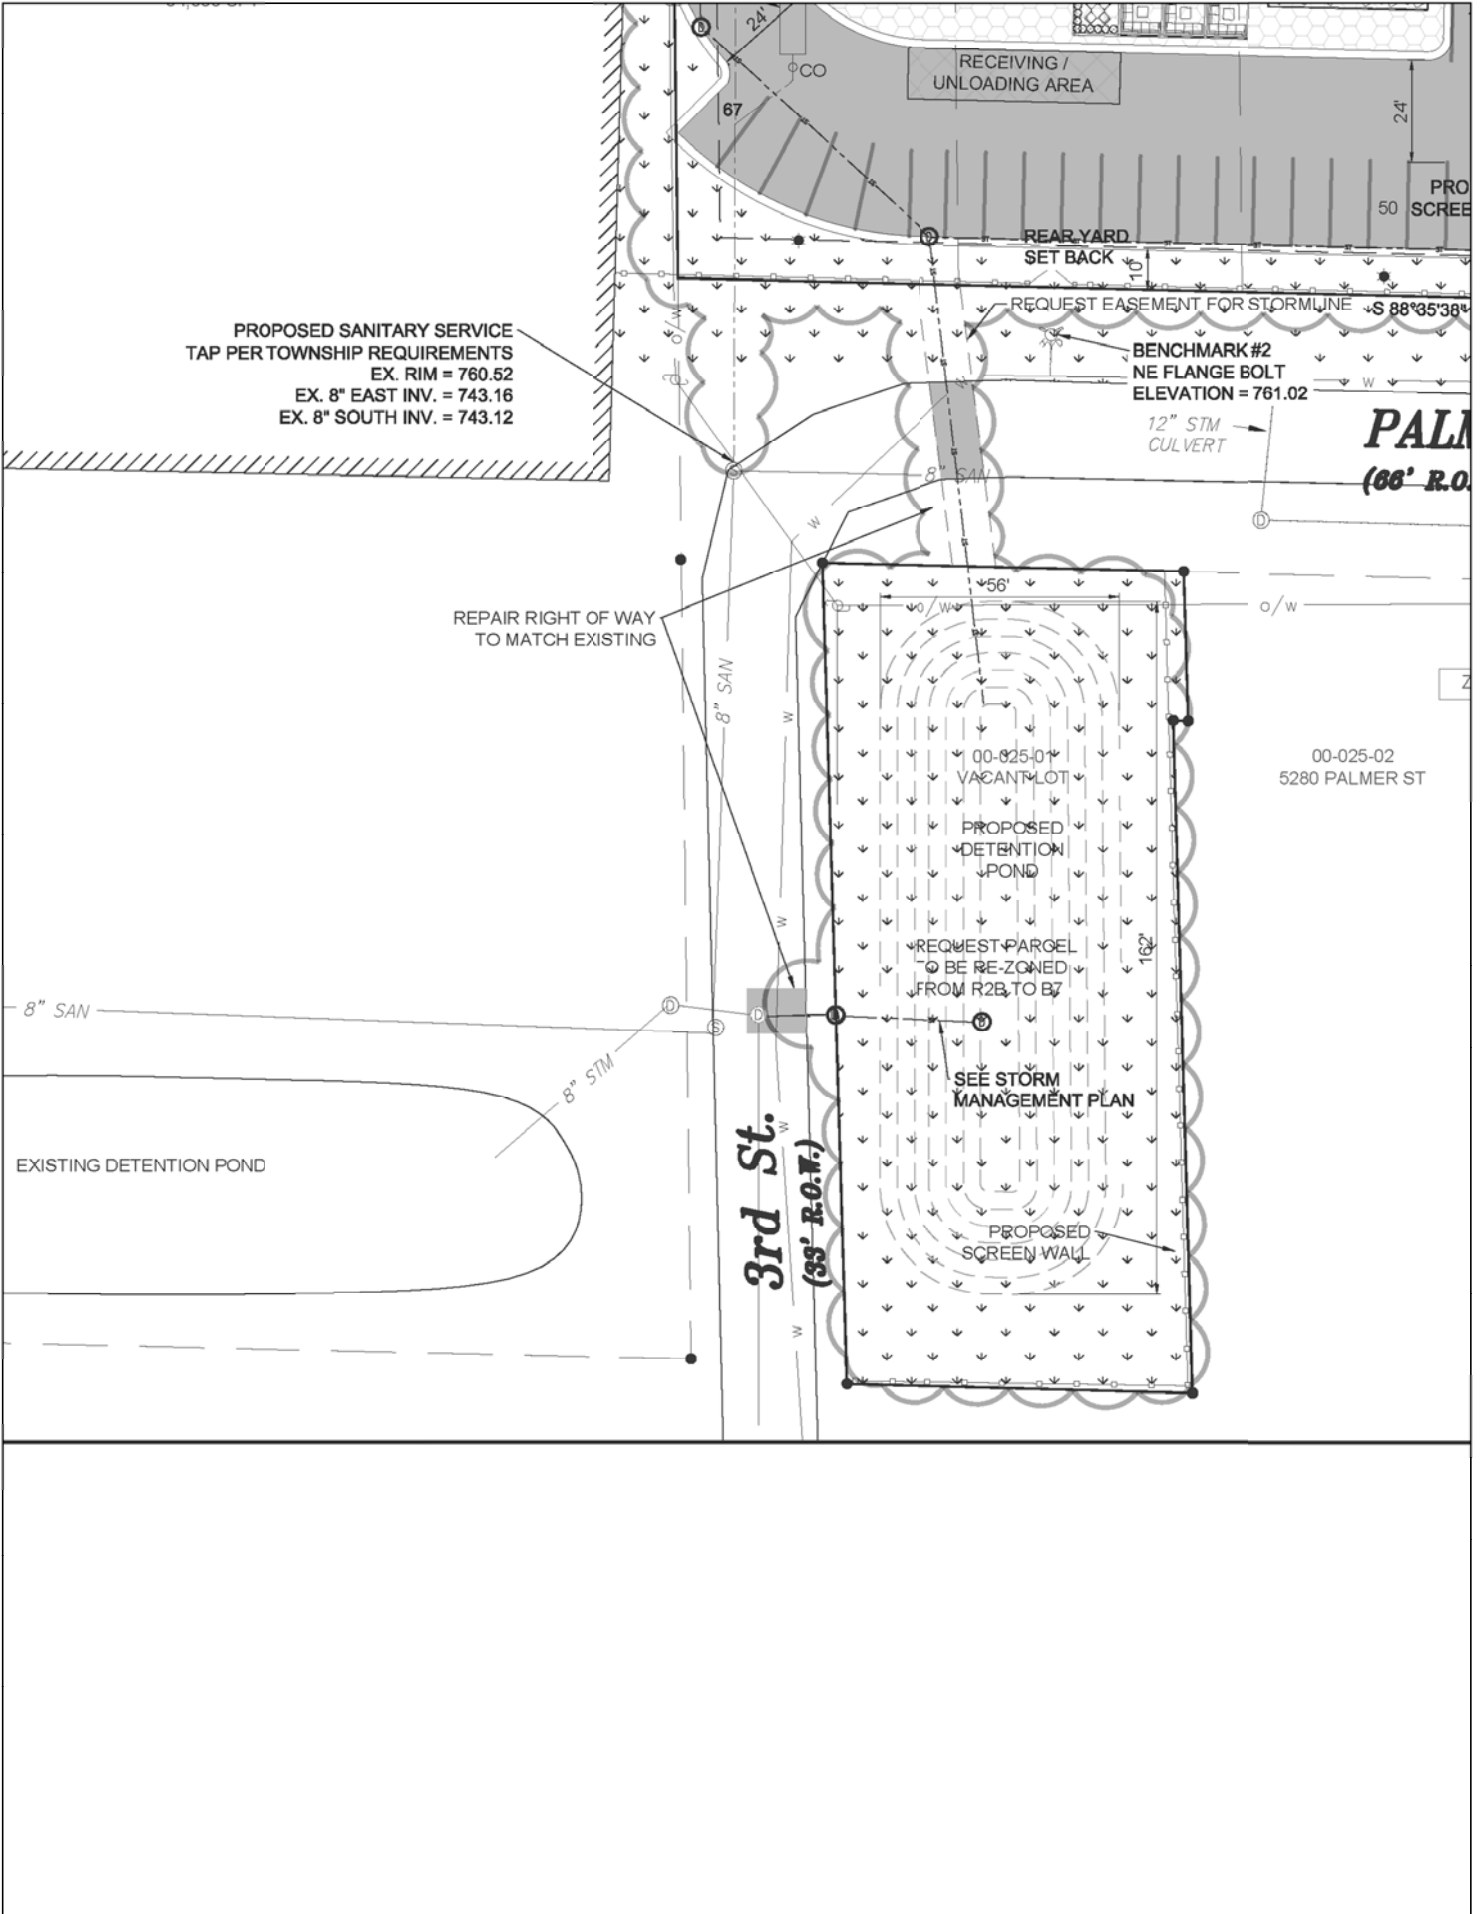 24'
CO
RECEIVING /
UNLOADING AREA
24'
67
PRO
50 SCREE
REAR YARD
SET BACK
10'
REQUEST EASEMENT FOR STORMLINE
S 88°35'38"
PROPOSED SANITARY SERVICE
TAP PER TOWNSHIP REQUIREMENTS
EX. RIM = 760.52
EX. 8" EAST INV. = 743.16
EX. 8" SOUTH INV. = 743.12
o/w
BENCHMARK #2
NE FLANGE BOLT
ELEVATION = 761.02
W
W
12" STM
CULVERT
PALM
(66' R.O.
S
8" SAN
D
W
56'
o/w
o/w
REPAIR RIGHT OF WAY
TO MATCH EXISTING
8" SAN
W
Z
00-025-01
VACANT LOT
00-025-02
5280 PALMER ST
PROPOSED
DETENTION
POND
W
162'
REQUEST PARCEL
TO BE RE-ZONED
FROM R2B TO B7
8" SAN
D
D
S
8" STM
SEE STORM
MANAGEMENT PLAN
W
3rd St.
(33' R.O.W.)
EXISTING DETENTION POND
PROPOSED
SCREEN WALL
W